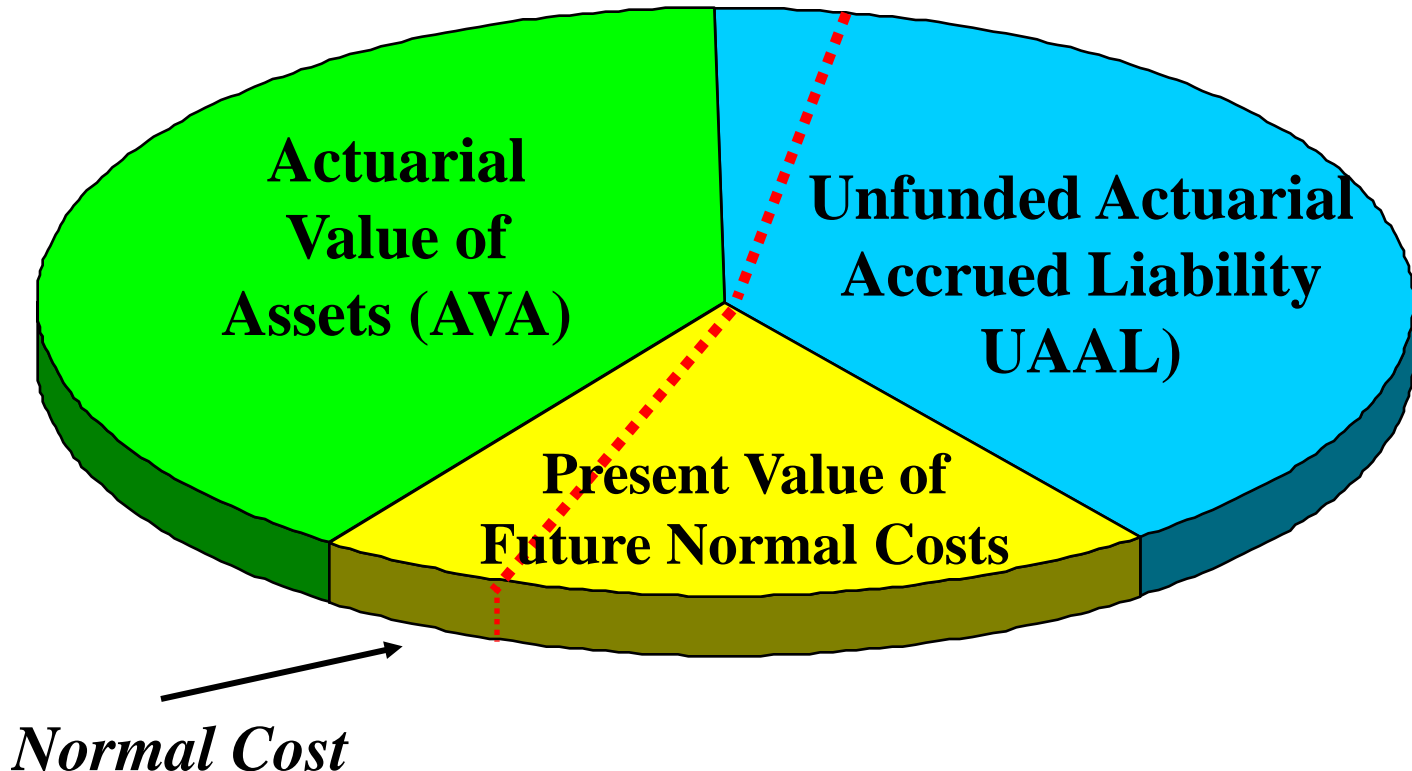 Actuarial
Value of
Assets (AVA)
Unfunded Actuarial
Accrued Liability
UAAL)
Present Value of
Future Normal Costs
Normal Cost